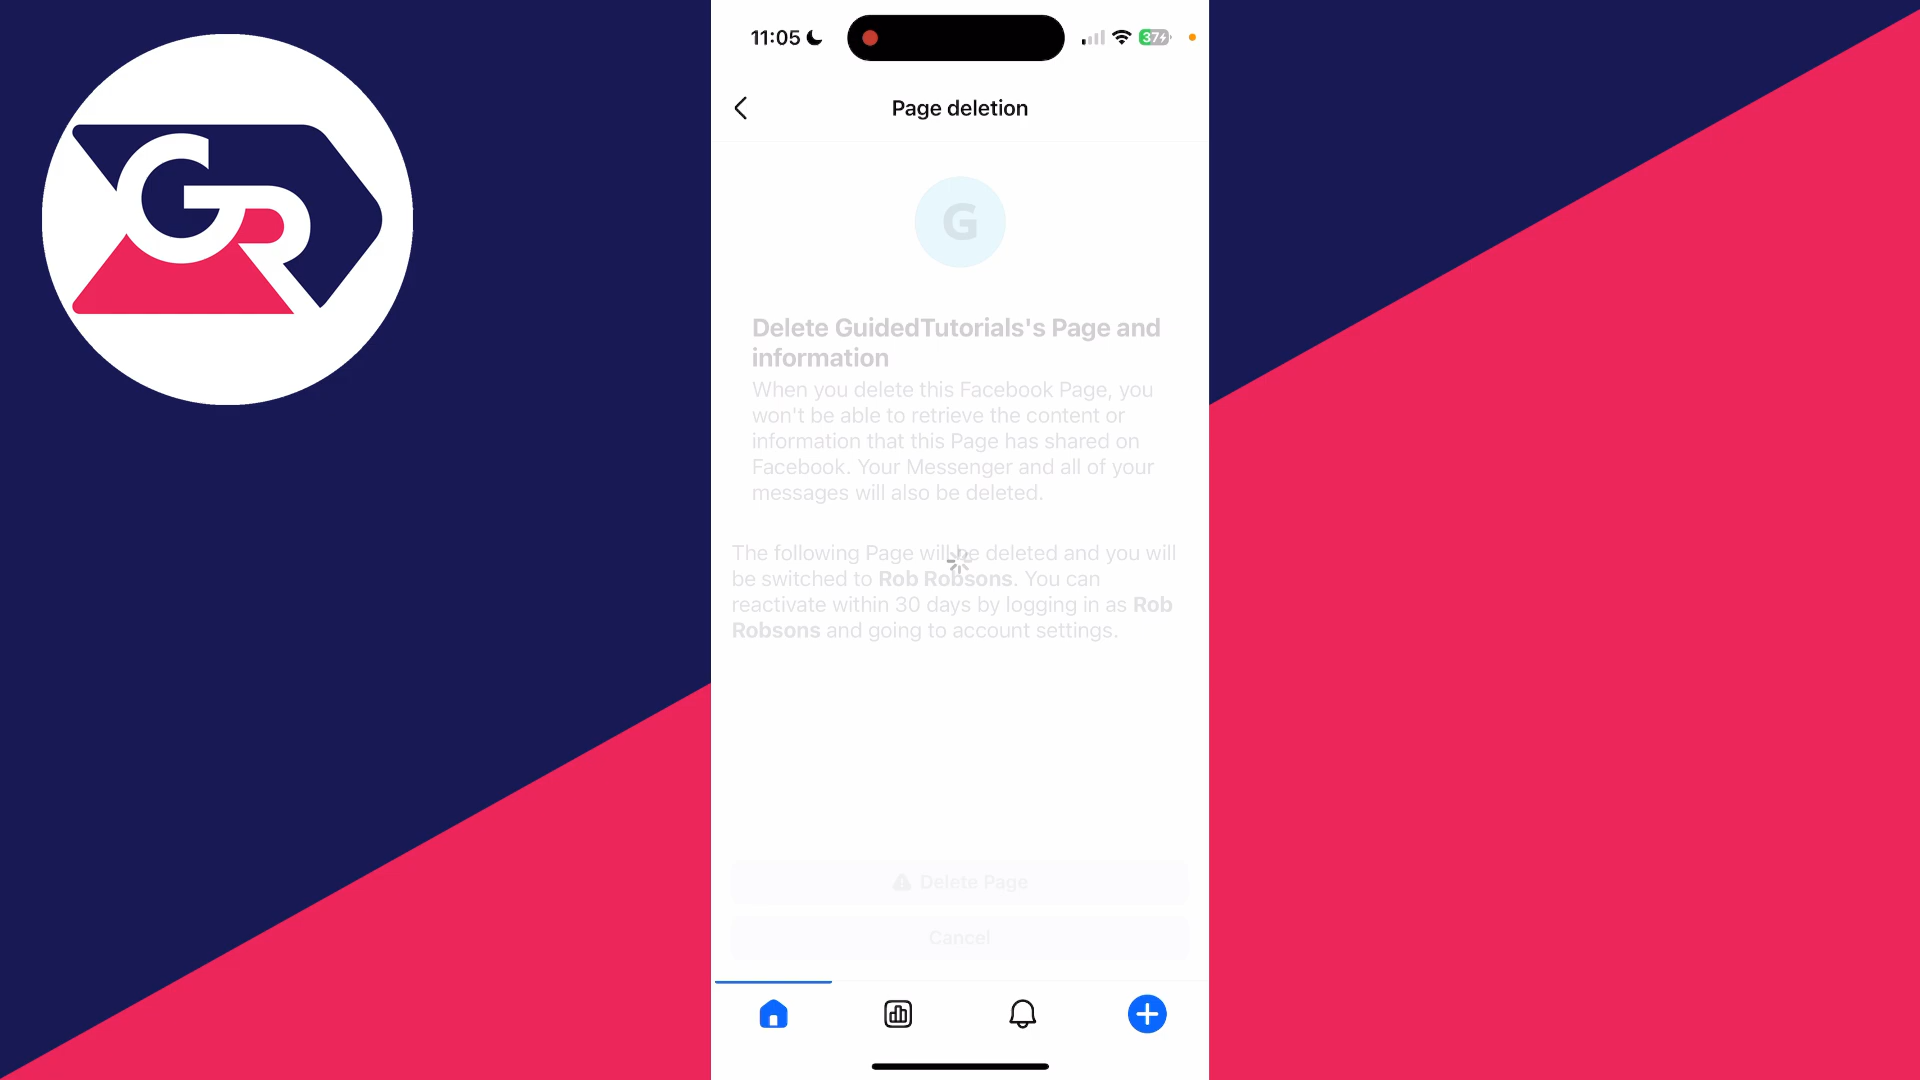 GR
11:05
37
Page deletion
G
Delete GuidedTutorials's Page and
information
When you delete this Facebook Page, you
won't be able to retrieve the content or
information that this Page has shared on
Facebook. Your Messenger and all of your
messages will also be deleted.
The following Page will be deleted and you will
be switched to Rob Robsons. You can
reactivate within 30 days by logging in as Rob
Robsons and going to account settings.
Delete Page
Cancel